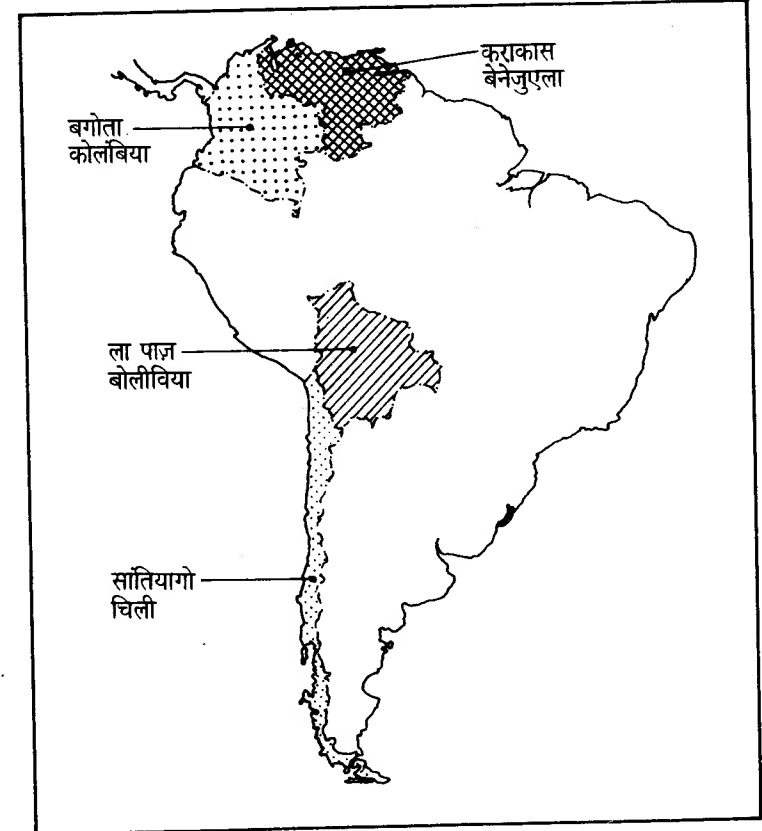 कराकास
बेनेजुएला
बगोता
कोलंबिया
ला पाज़
बोलीविया
सांतियागो
चिली